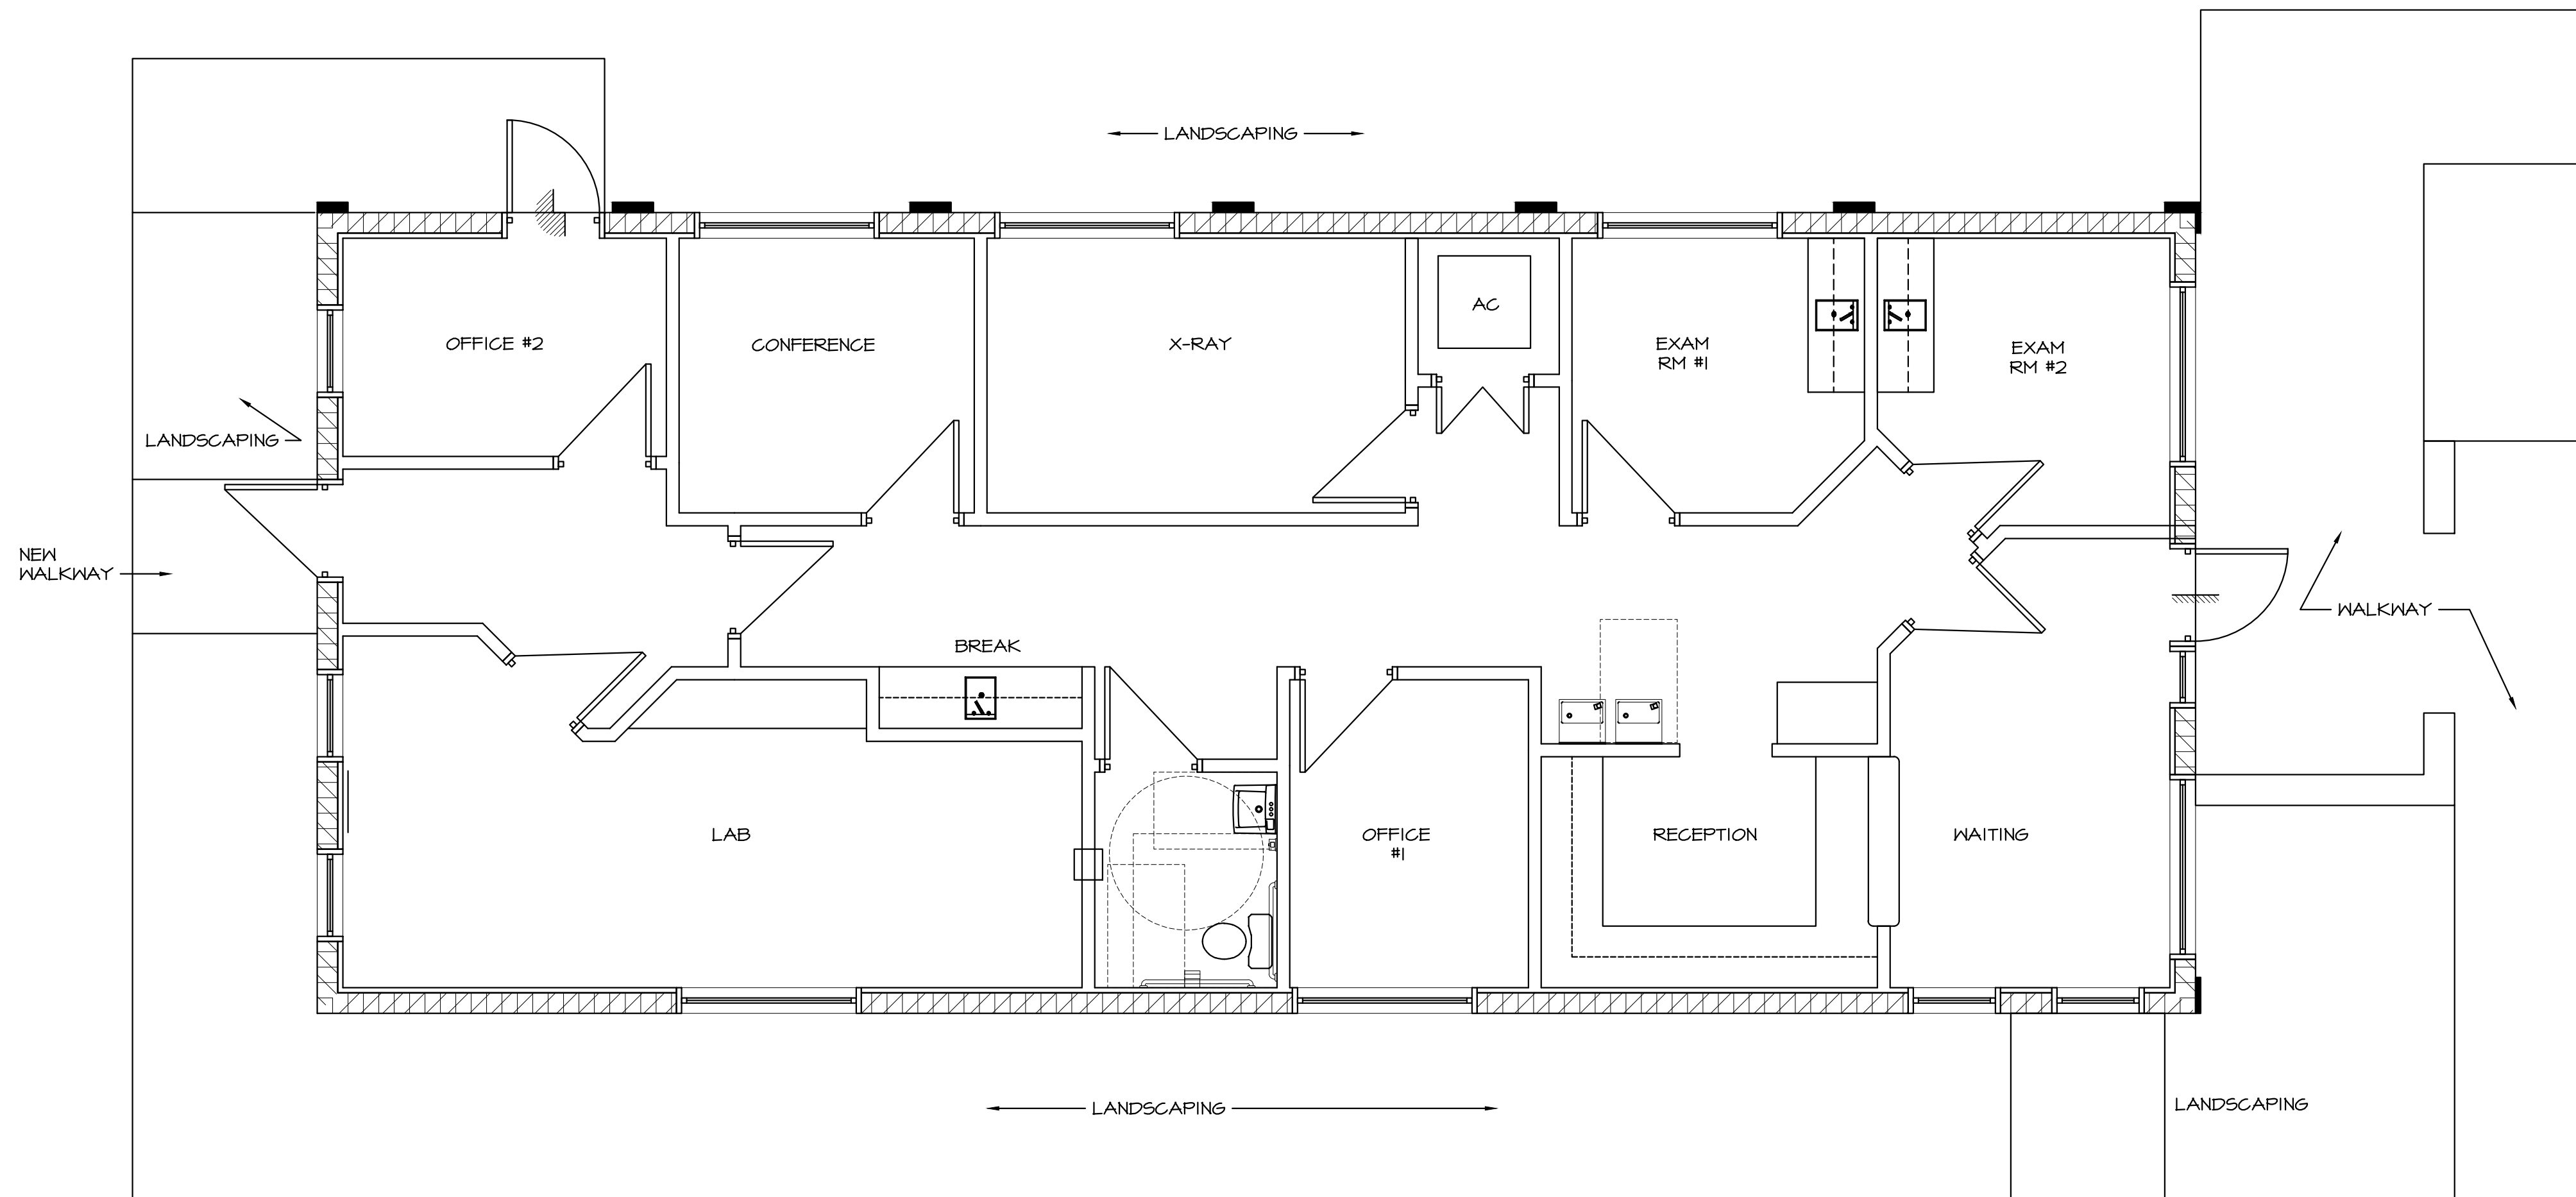 LANDSCAPING
OFFICE #2
CONFERENCE
X-RAY
AC
EXAM
RM #1
EXAM
RM #2
LANDSCAPING
NEW
WALKWAY
BREAK
WALKWAY
LAB
OFFICE
#1
RECEPTION
WAITING
LANDSCAPING
LANDSCAPING